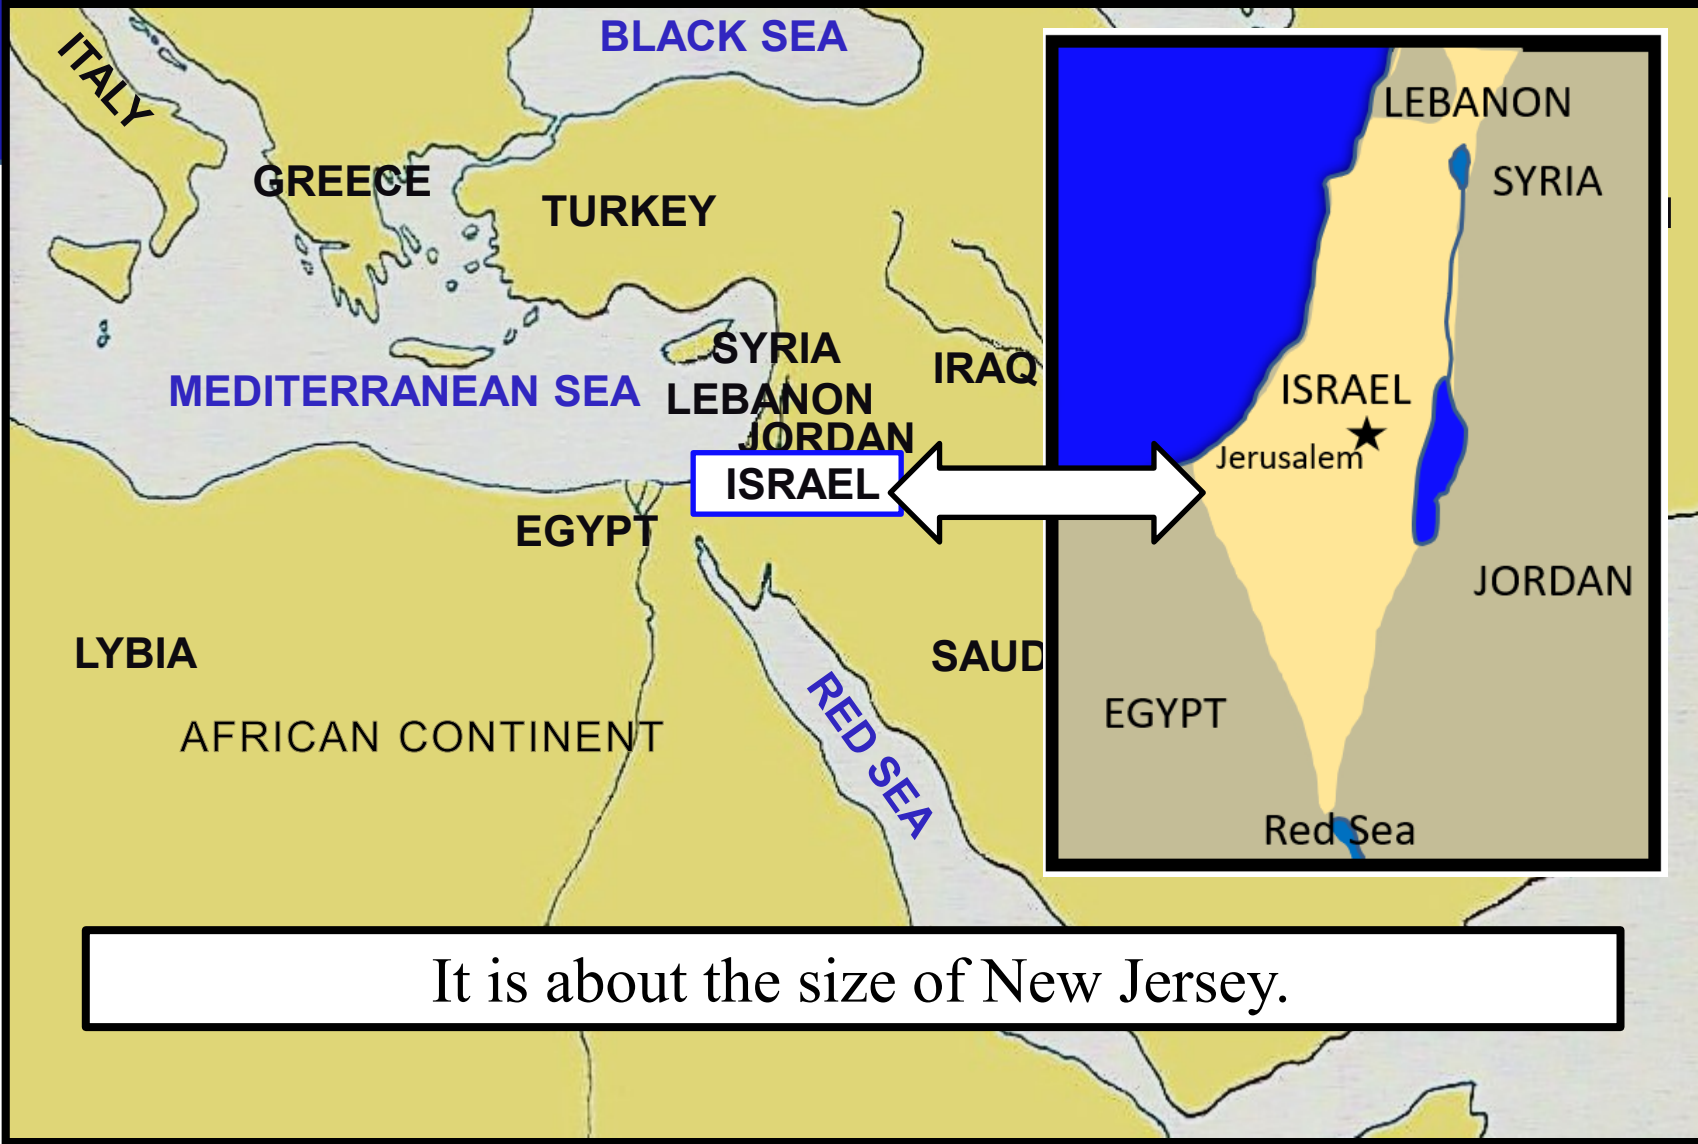 BLACK SEA
ITALY
GREECE
TURKEY
SYRIA
IRAQ
MEDITERRANEAN SEA
LEBANON
JORDAN
ISRAEL
EGYPT
LYBIA
SAUD
AFRICAN CONTINENT
RED SEA
LEBANON
SYRIA
ISRAEL
Jerusalem
JORDAN
EGYPT
Red Sea
It is about the size of New Jersey.